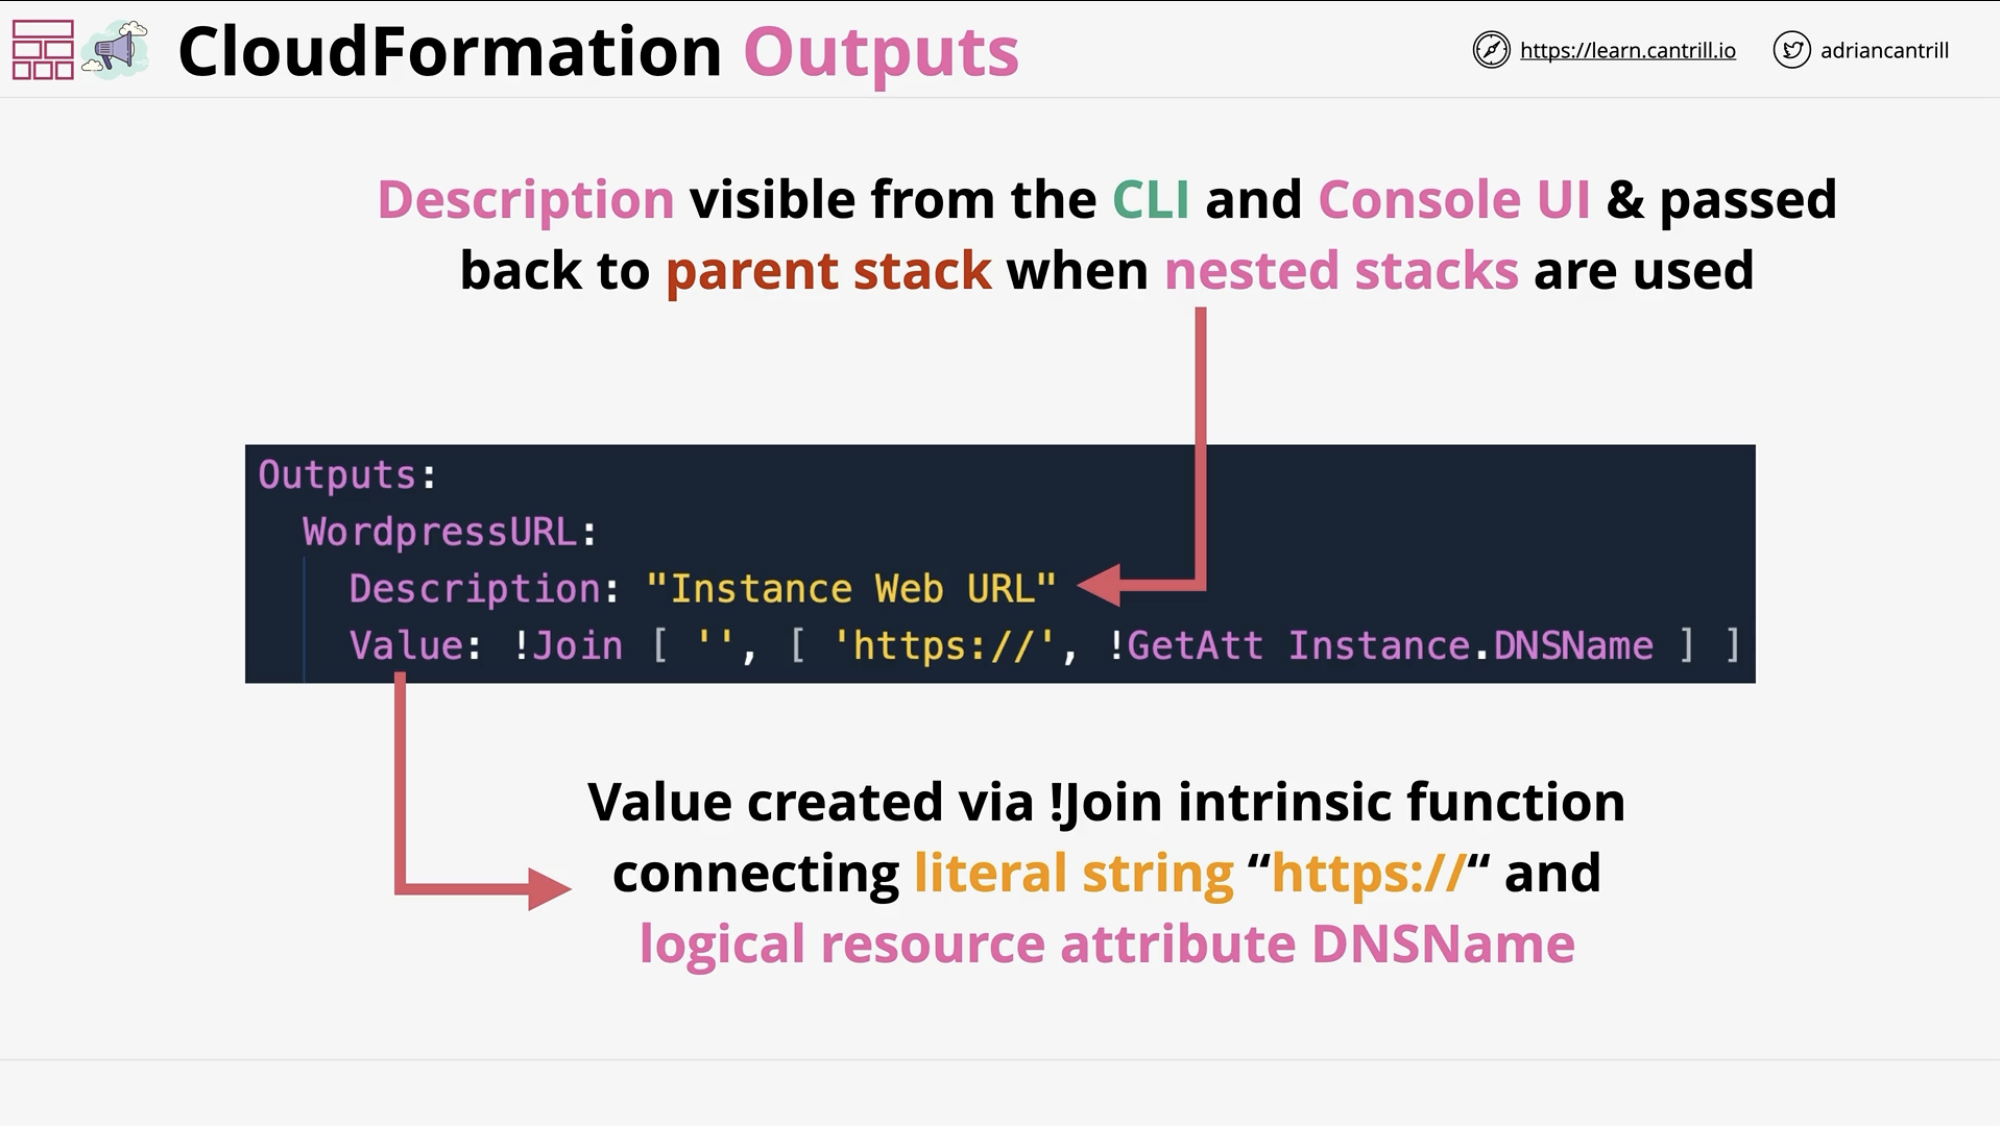 CloudFormation Outputs
https://learn.cantrill.io
adriancantrill
Description visible from the CLI and Console UI & passed
back to parent stack when nested stacks are used
Outputs:
WordpressURL:
Description: "Instance Web URL"
Value: !Join [ '', [ 'https://', !GetAtt Instance.DNSName ] ]
Value created via !Join intrinsic function
connecting literal string “https://“ and
logical resource attribute DNSName